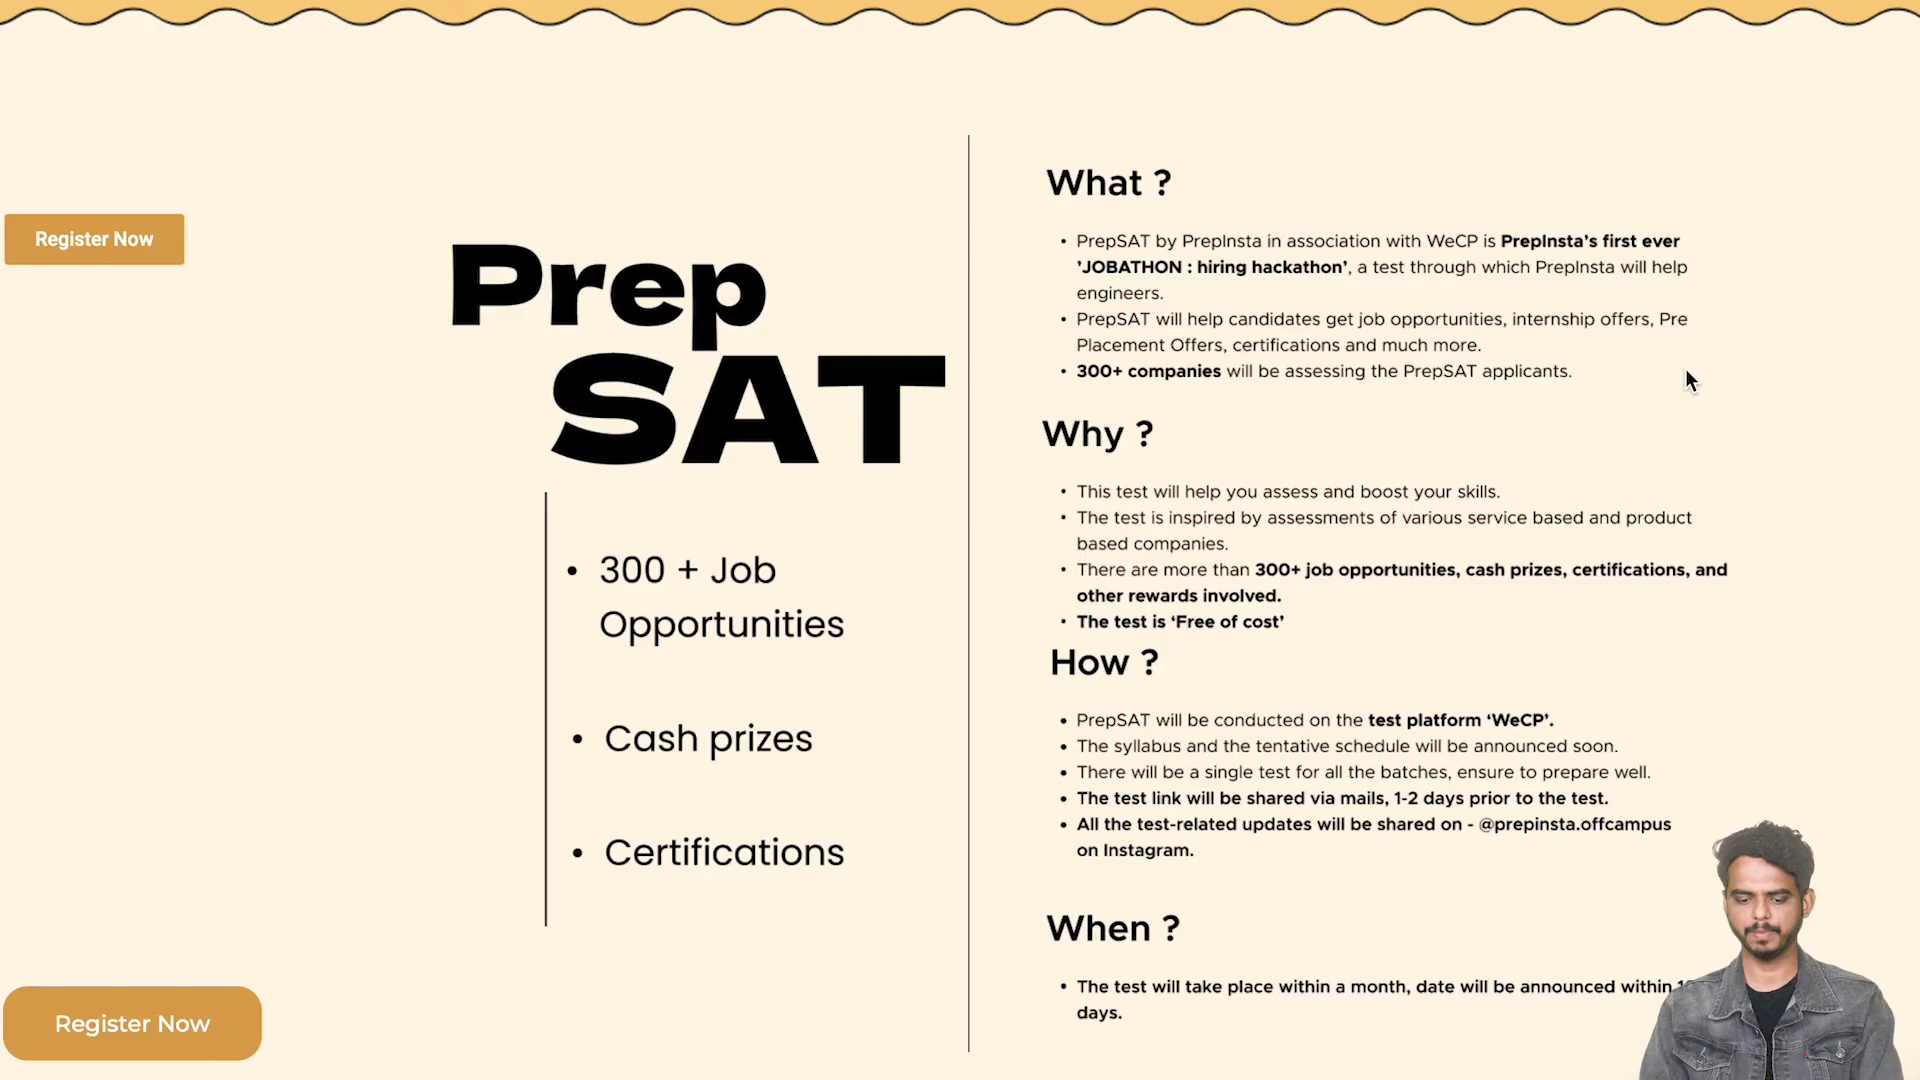 Register Now
Prep
SAT
• 300 + Job
Opportunities
• Cash prizes
• Certifications
Register Now
What ?
• PrepSAT by PrepInsta in association with WeCP is PrepInsta’s first ever
’JOBATHON : hiring hackathon’, a test through which PrepInsta will help
engineers.
• PrepSAT will help candidates get job opportunities, internship offers, Pre
Placement Offers, certifications and much more.
• 300+ companies will be assessing the PrepSAT applicants.
Why ?
• This test will help you assess and boost your skills.
• The test is inspired by assessments of various service based and product
based companies.
• There are more than 300+ job opportunities, cash prizes, certifications, and
other rewards involved.
• The test is ‘Free of cost’
How ?
• PrepSAT will be conducted on the test platform ‘WeCP’.
• The syllabus and the tentative schedule will be announced soon.
• There will be a single test for all the batches, ensure to prepare well.
• The test link will be shared via mails, 1-2 days prior to the test.
• All the test-related updates will be shared on - @prepinsta.offcampus
on Instagram.
When ?
• The test will take place within a month, date will be announced within
days.